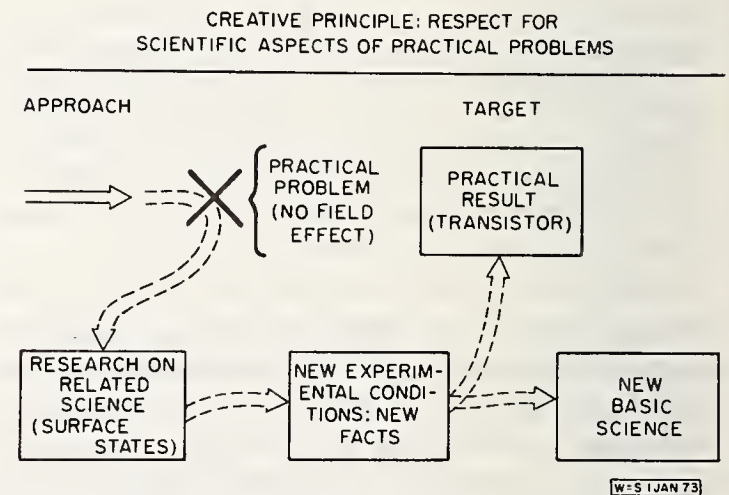 CREATIVE PRINCIPLE: RESPECT FOR
SCIENTIFIC ASPECTS OF PRACTICAL PROBLEMS
APPROACH
TARGET
PRACTICAL
PROBLEM
(NO FIELD
EFFECT)
PRACTICAL
RESULT
(TRANSISTOR)
RESEARCH ON
RELATED
SCIENCE
(SURFACE
STATES)
NEW EXPERIM-
ENTAL CONDI-
TIONS: NEW
FACTS
NEW
BASIC
SCIENCE
W=S 1 JAN 73